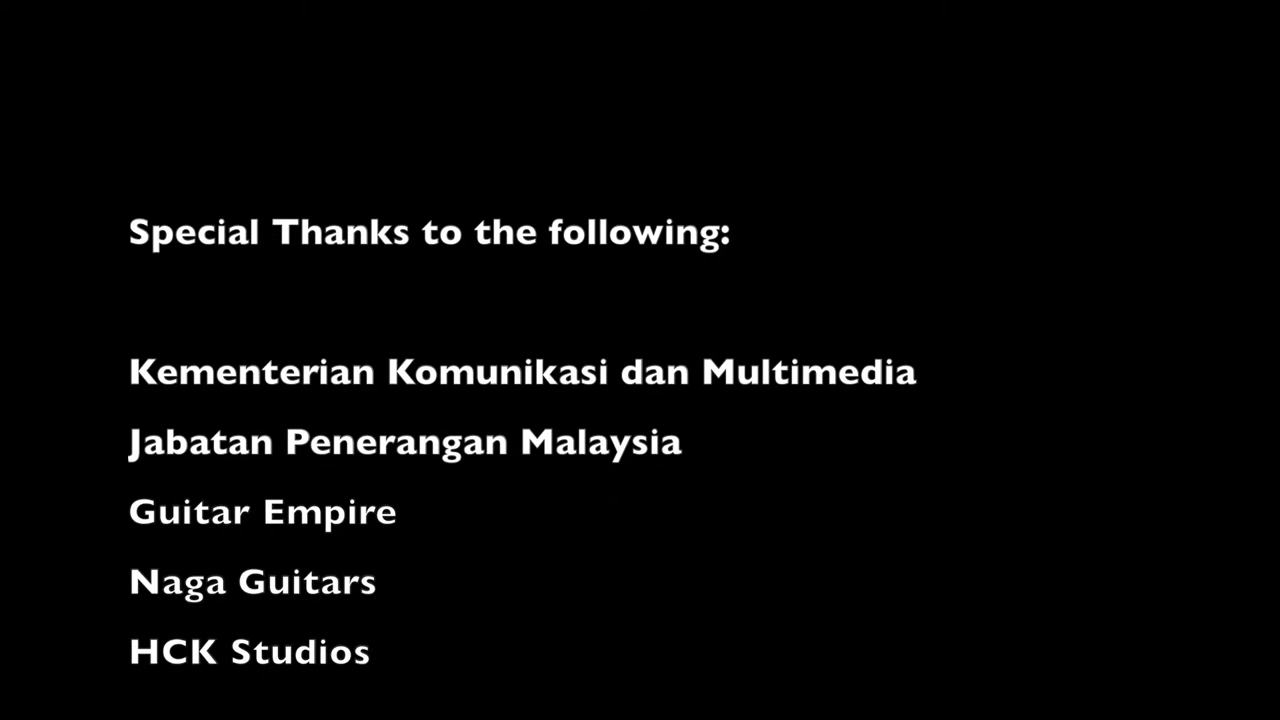 Special Thanks to the following:
Kementerian Komunikasi dan Multimedia
Jabatan Penerangan Malaysia
Guitar Empire
Naga Guitars
HCK Studios